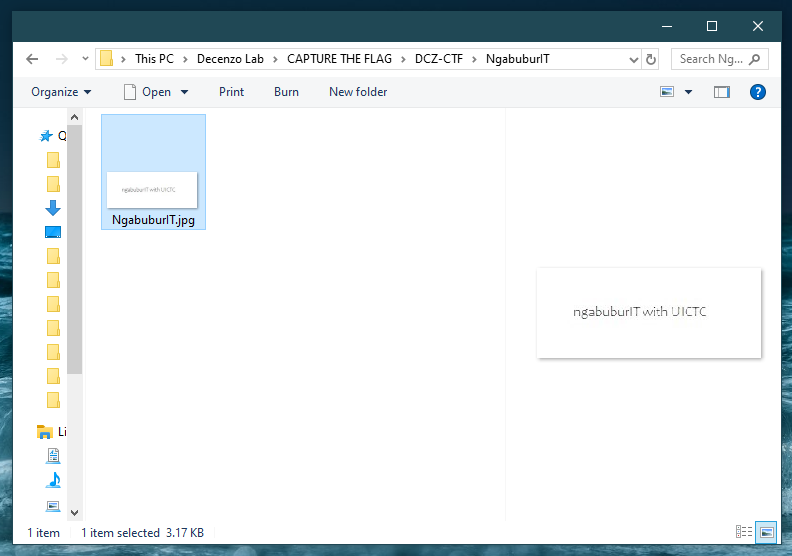 This PC > Decenzo Lab > CAPTURE THE FLAG > DCZ-CTF > NgabuburIT
Search Ng...
Organize Open Print Burn New folder
Q
ngabuburIT with UICTC
NgabuburIT.jpg
ngabuburIT with UICTC
Li
1 item 1 item selected 3.17 KB